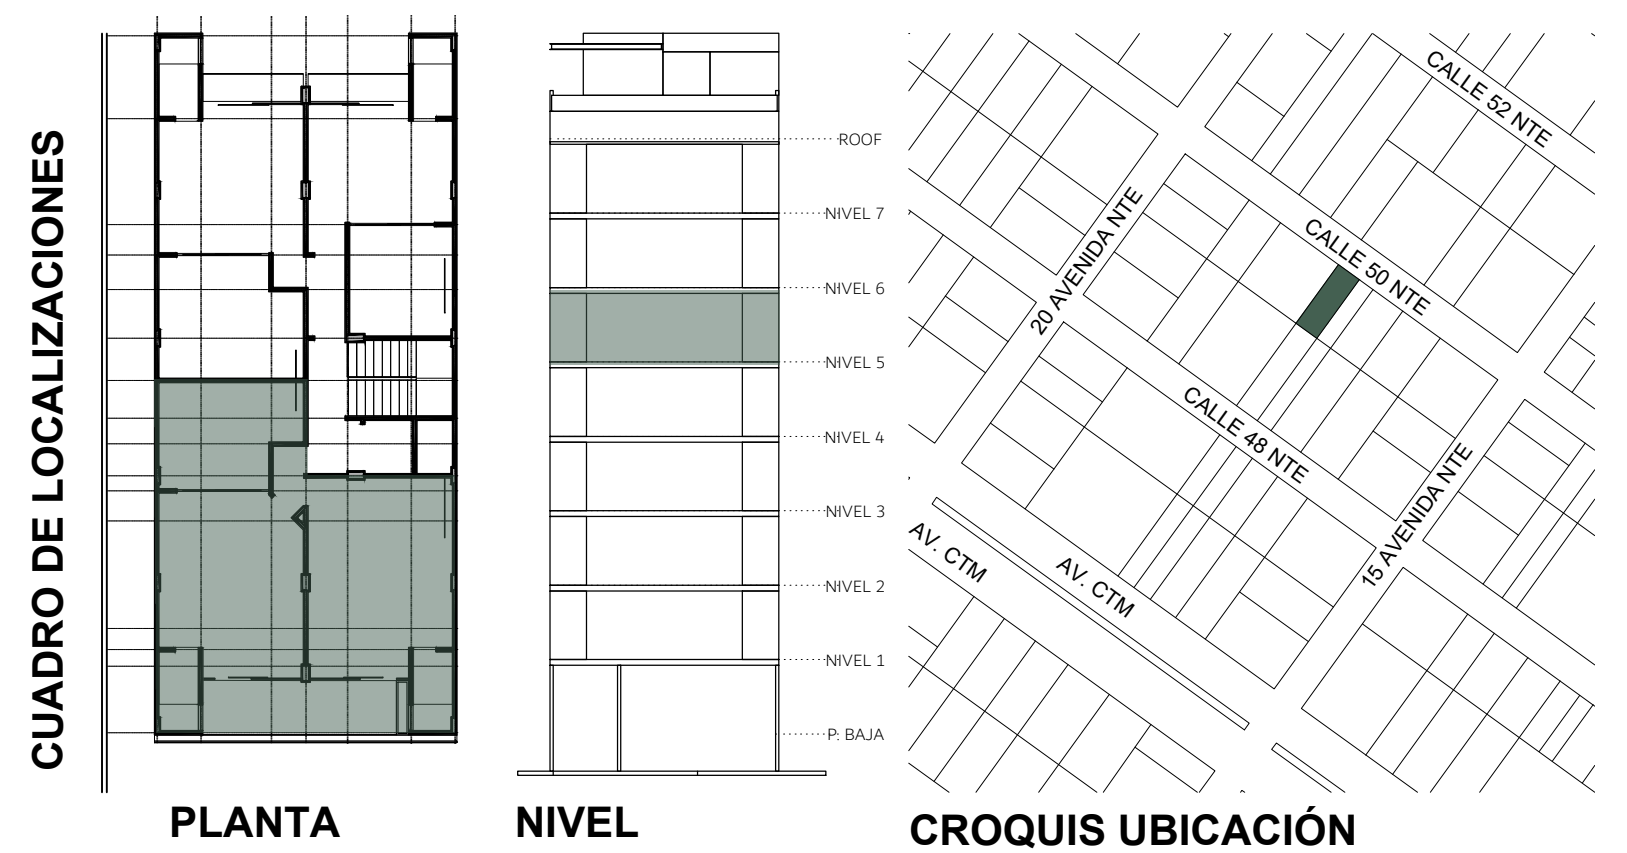 CUADRO DE LOCALIZACIONES
PLANTA
ROOF
NIVEL 7
NIVEL 6
NIVEL 5
NIVEL 4
NIVEL 3
NIVEL 2
NIVEL 1
P. BAJA
NIVEL
CALLE 52 NTE
20 AVENIDA NTE
CALLE 50 NTE
CALLE 48 NTE
15 AVENIDA NTE
AV. CTM
AV. CTM
CROQUIS UBICACIÓN